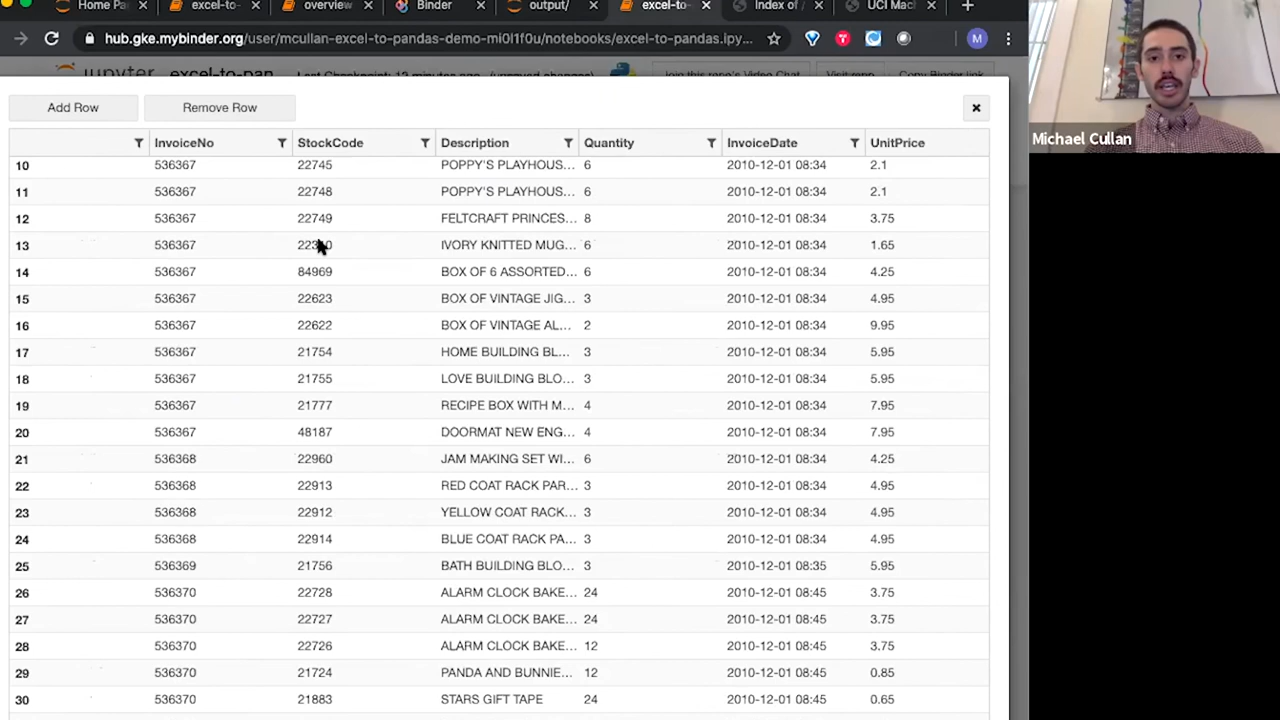 Home Pa
excel-to-
overview
Binder
output/
excel-to-
Index of /
UCI Mac
hub.gke.mybinder.org/user/mcullan-excel-to-pandas-demo-mi0l1f0u/notebooks/excel-to-pandas.ipy...
M
Michael Cullan
Add Row Remove Row
InvoiceNo StockCode Description Quantity InvoiceDate UnitPrice
10 536367 22745 POPPY'S PLAYHOUS... 6 2010-12-01 08:34 2.1
11 536367 22748 POPPY'S PLAYHOUS... 6 2010-12-01 08:34 2.1
12 536367 22749 FELTCRAFT PRINCES... 8 2010-12-01 08:34 3.75
13 536367 IVORY KNITTED MUG... 6 2010-12-01 08:34 1.65
14 536367 84969 BOX OF 6 ASSORTED... 6 2010-12-01 08:34 4.25
15 536367 22623 BOX OF VINTAGE JIG... 3 2010-12-01 08:34 4.95
16 536367 22622 BOX OF VINTAGE AL... 2 2010-12-01 08:34 9.95
17 536367 21754 HOME BUILDING BL... 3 2010-12-01 08:34 5.95
18 536367 21755 LOVE BUILDING BLO... 3 2010-12-01 08:34 5.95
19 536367 21777 RECIPE BOX WITH M... 4 2010-12-01 08:34 7.95
20 536367 48187 DOORMAT NEW ENG... 4 2010-12-01 08:34 7.95
21 536368 22960 JAM MAKING SET WI... 6 2010-12-01 08:34 4.25
22 536368 22913 RED COAT RACK PAR... 3 2010-12-01 08:34 4.95
23 536368 22912 YELLOW COAT RACK... 3 2010-12-01 08:34 4.95
24 536368 22914 BLUE COAT RACK PA... 3 2010-12-01 08:34 4.95
25 536369 21756 BATH BUILDING BLO... 3 2010-12-01 08:35 5.95
26 536370 22728 ALARM CLOCK BAKE... 24 2010-12-01 08:45 3.75
27 536370 22727 ALARM CLOCK BAKE... 24 2010-12-01 08:45 3.75
28 536370 22726 ALARM CLOCK BAKE... 12 2010-12-01 08:45 3.75
29 536370 21724 PANDA AND BUNNIE... 12 2010-12-01 08:45 0.85
30 536370 21883 STARS GIFT TAPE 24 2010-12-01 08:45 0.65